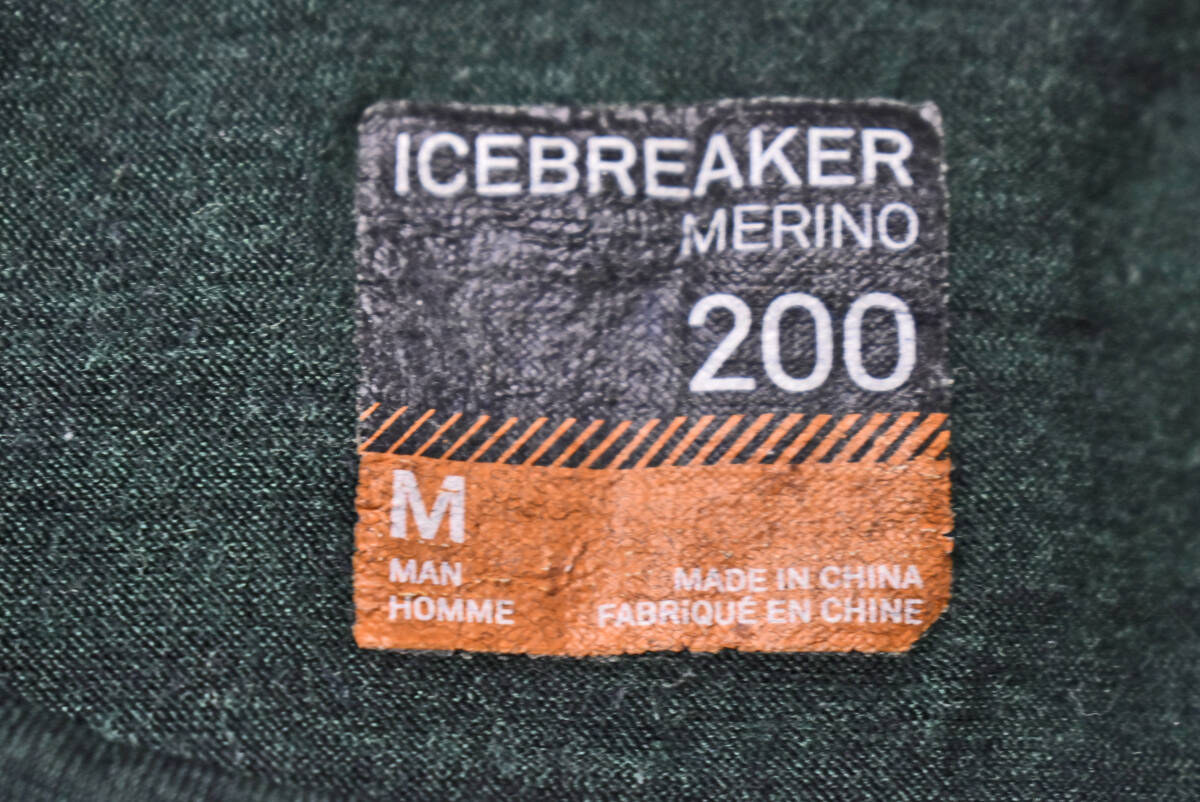 ICEBREAKER
MERINO
200
M
MAN
HOMME
MADE IN CHINA
FABRIQUÉ EN CHINE